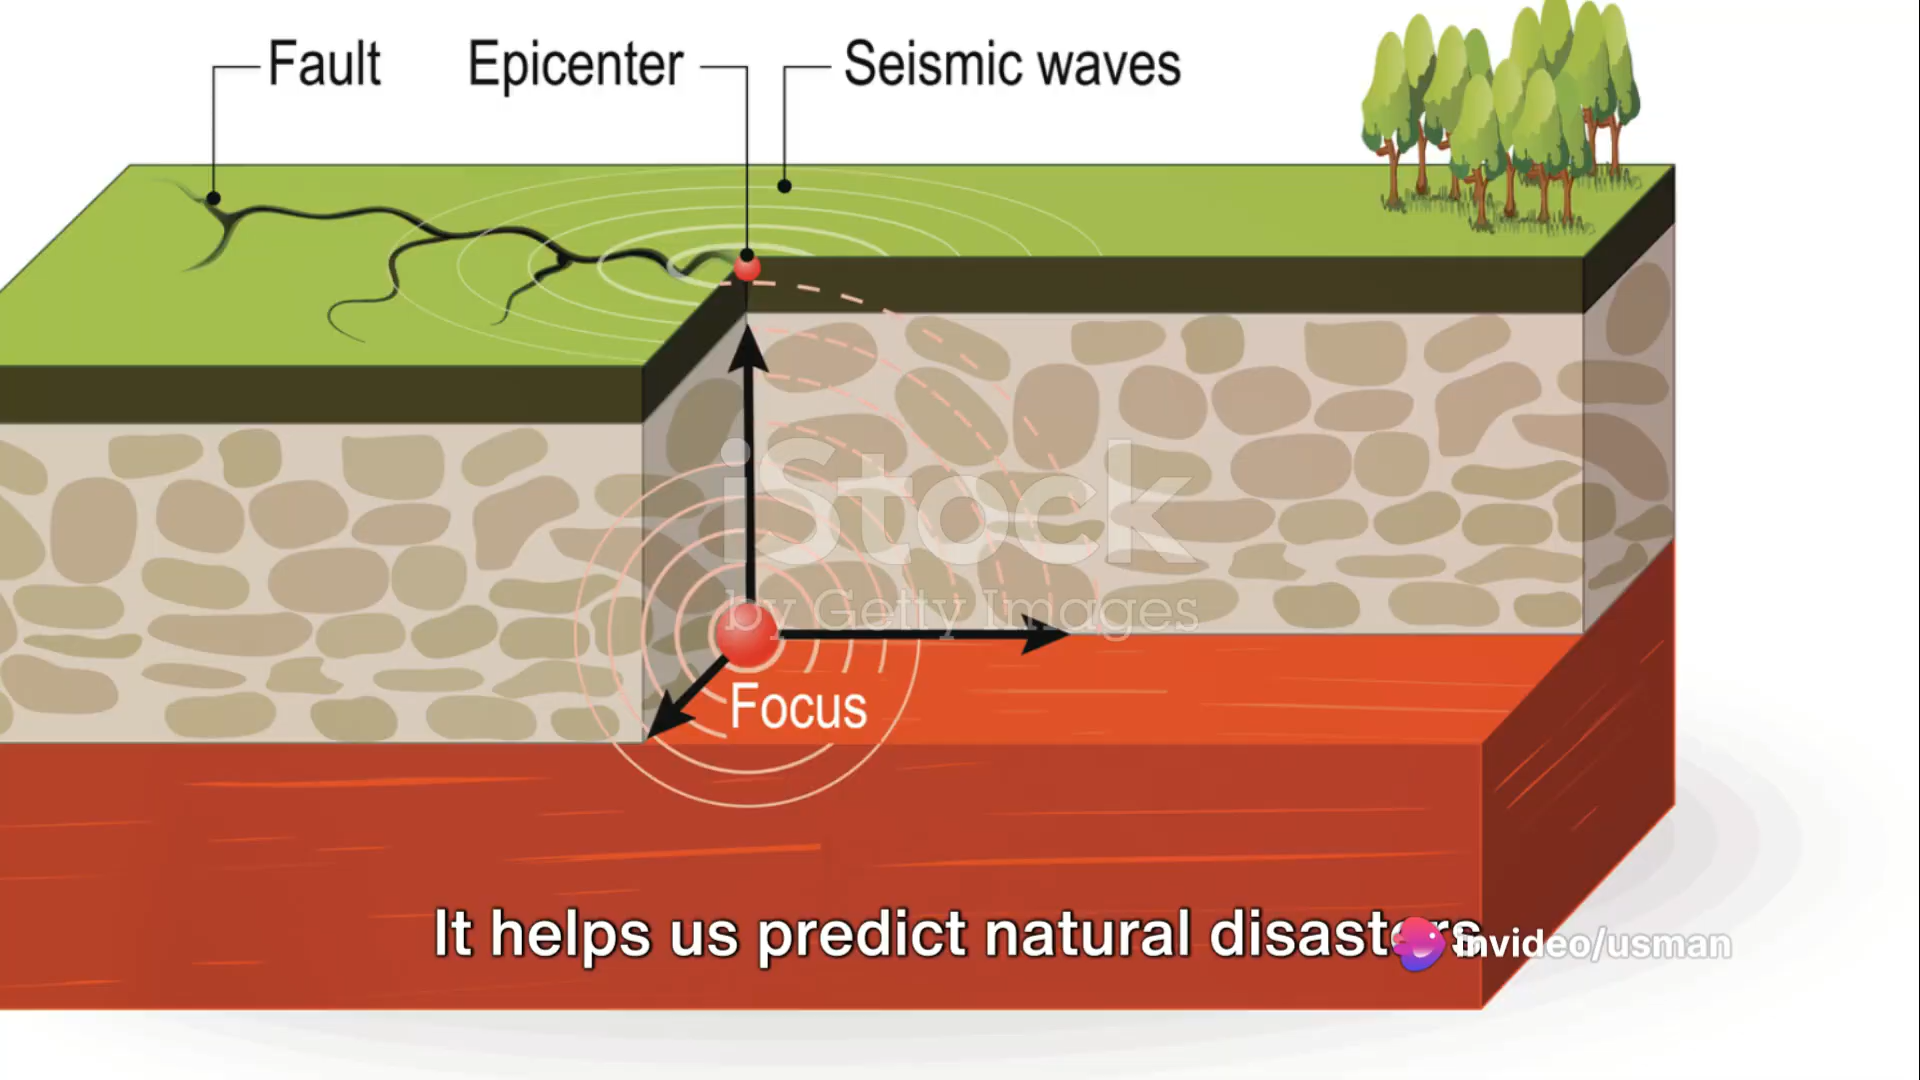 Fault Epicenter Seismic waves
iStock
by Getty Images
Focus
It helps us predict natural disasters
invideo/usman